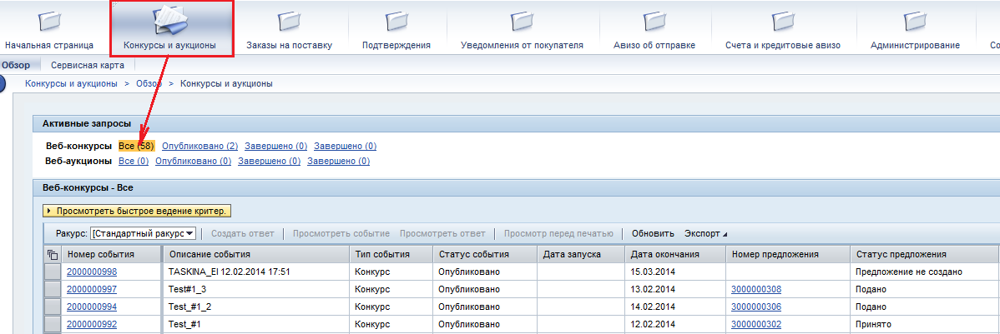 Начальная страница Конкурсы и аукционы Заказы на поставку Подтверждения Уведомления от покупателя Авизо об отправке Счета и кредитовые авизо Администрирование Со
Обзор Сервисная карта
Конкурсы и аукционы > Обзор > Конкурсы и аукционы
Активные запросы
Веб-конкурсы Все (58) Опубликовано (2) Завершено (0) Завершено (0)
Веб-аукционы Все (0) Опубликовано (0) Завершено (0) Завершено (0)
Веб-конкурсы - Все
Просмотреть быстрое ведение критер.
Ракурс: [Стандартный ракурс Создать ответ Просмотреть событие Просмотреть ответ Просмотр перед печатью Обновить Экспорт
Номер события Описание события Тип события Статус события Дата запуска Дата окончания Номер предложения Статус предложения
2000000998 TASKINA_EI 12.02.2014 17:51 Конкурс Опубликовано 15.03.2014 Предложение не создано
2000000997 Test#1_3 Конкурс Опубликовано 13.02.2014 3000000308 Подано
2000000994 Test_#1_2 Конкурс Опубликовано 14.02.2014 3000000306 Подано
2000000992 Test_#1 Конкурс Опубликовано 12.02.2014 3000000302 Принято